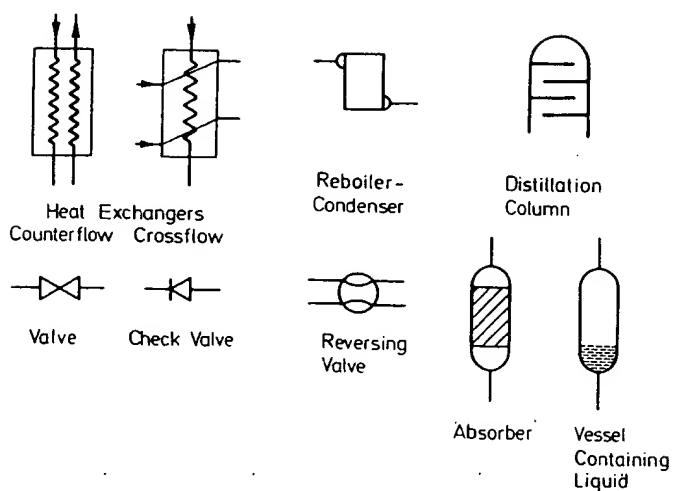 Heat Exchangers
Counterflow Crossflow
Reboiler-
Condenser
Distillation
Column
Valve
Check Valve
Reversing
Valve
Absorber
Vessel
Containing
Liquid